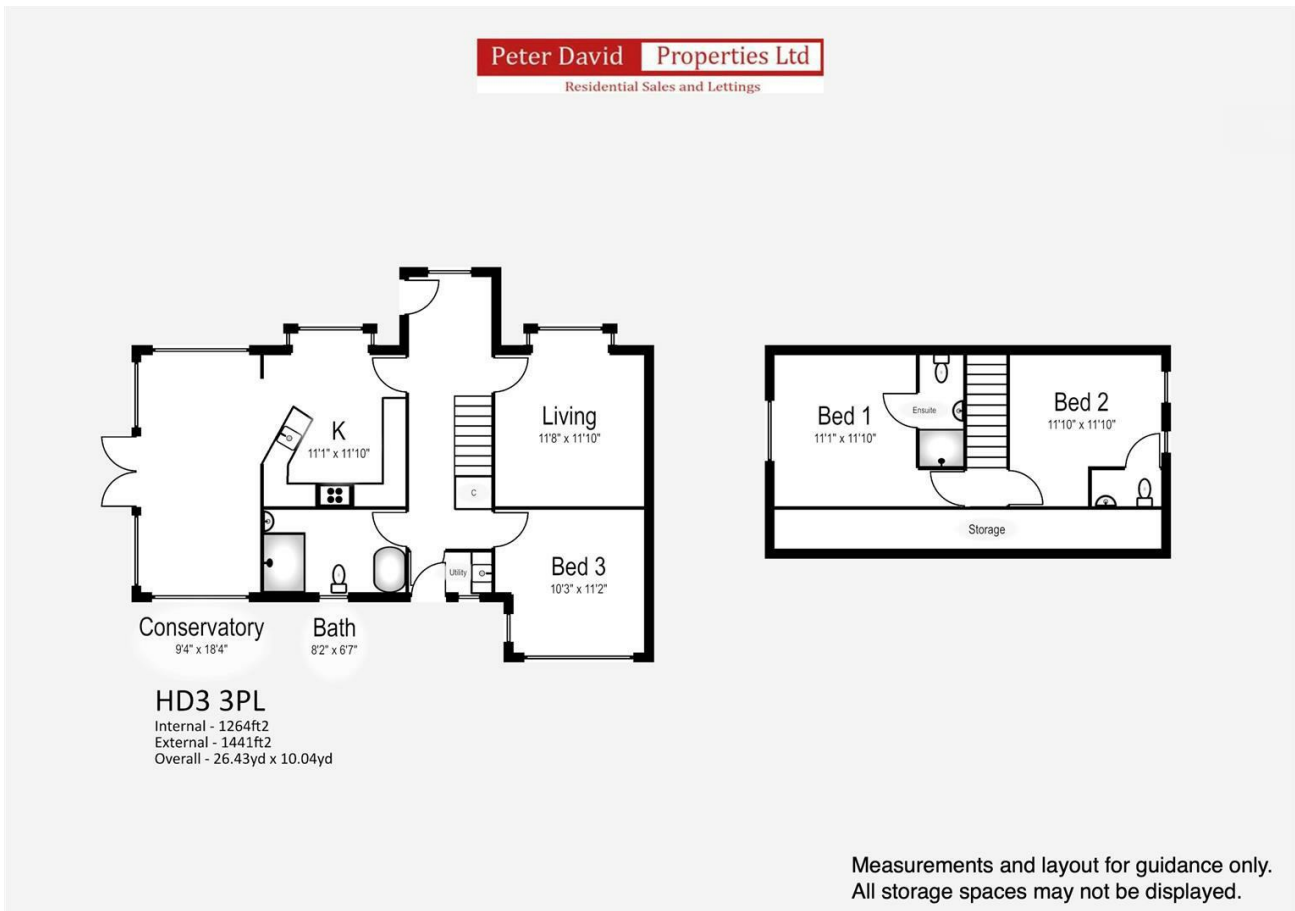 Peter David Properties Ltd
Residential Sales and Lettings
K
11'1" x 11'10"
Living
11'8" x 11'10"
C
Utility
Bed 3
10'3" x 11'2"
Conservatory
9'4" x 18'4"
Bath
8'2" x 6'7"
Bed 1
11'1" x 11'10"
Ensuite
Bed 2
11'10" x 11'10"
Storage
HD3 3PL
Internal - 1264ft2
External - 1441ft2
Overall - 26.43yd x 10.04yd
Measurements and layout for guidance only.
All storage spaces may not be displayed.